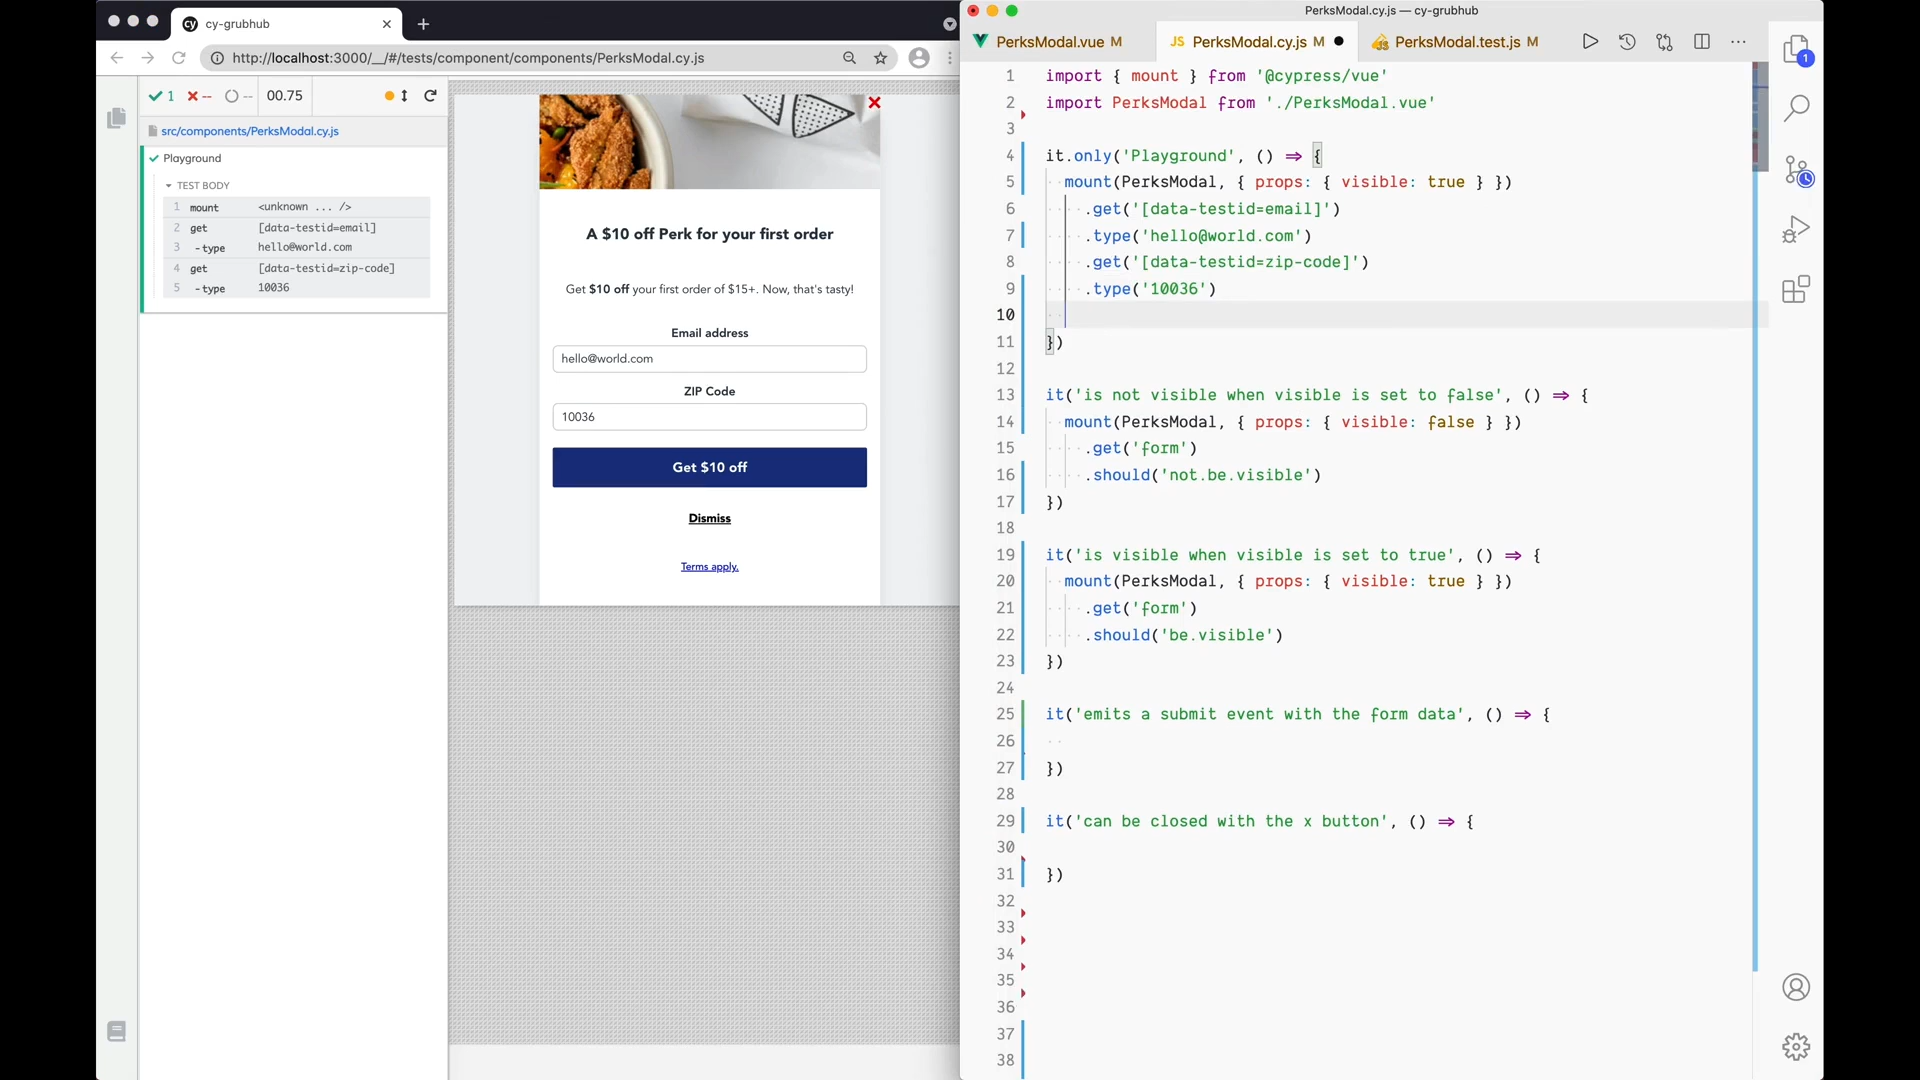 cy-grubhub
http://localhost:3000/__/#/tests/component/components/PerksModal.cy.js
1 -- -- 00.75
src/components/PerksModal.cy.js
Playground
TEST BODY
1 mount <unknown ... />
2 get [data-testid=email]
3 -type hello@world.com
4 get [data-testid=zip-code]
5 -type 10036
A $10 off Perk for your first order
Get $10 off your first order of $15+. Now, that's tasty!
Email address
hello@world.com
ZIP Code
10036
Get $10 off
Dismiss
Terms apply.
PerksModal.cy.js — cy-grubhub
PerksModal.vue M JS PerksModal.cy.js M PerksModal.test.js M
1 import { mount } from '@cypress/vue'
2 import PerksModal from './PerksModal.vue'
3
4 it.only('Playground', () ⇒ {
5 mount(PerksModal, { props: { visible: true } })
6 .get('[data-testid=email]')
7 .type('hello@world.com')
8 .get('[data-testid=zip-code]')
9 .type('10036')
10
11 })
12
13 it('is not visible when visible is set to false', () ⇒ {
14 mount(PerksModal, { props: { visible: false } })
15 .get('form')
16 .should('not.be.visible')
17 })
18
19 it('is visible when visible is set to true', () ⇒ {
20 mount(PerksModal, { props: { visible: true } })
21 .get('form')
22 .should('be.visible')
23 })
24
25 it('emits a submit event with the form data', () ⇒ {
26
27 })
28
29 it('can be closed with the x button', () ⇒ {
30
31 })
32
33
34
35
36
37
38
1